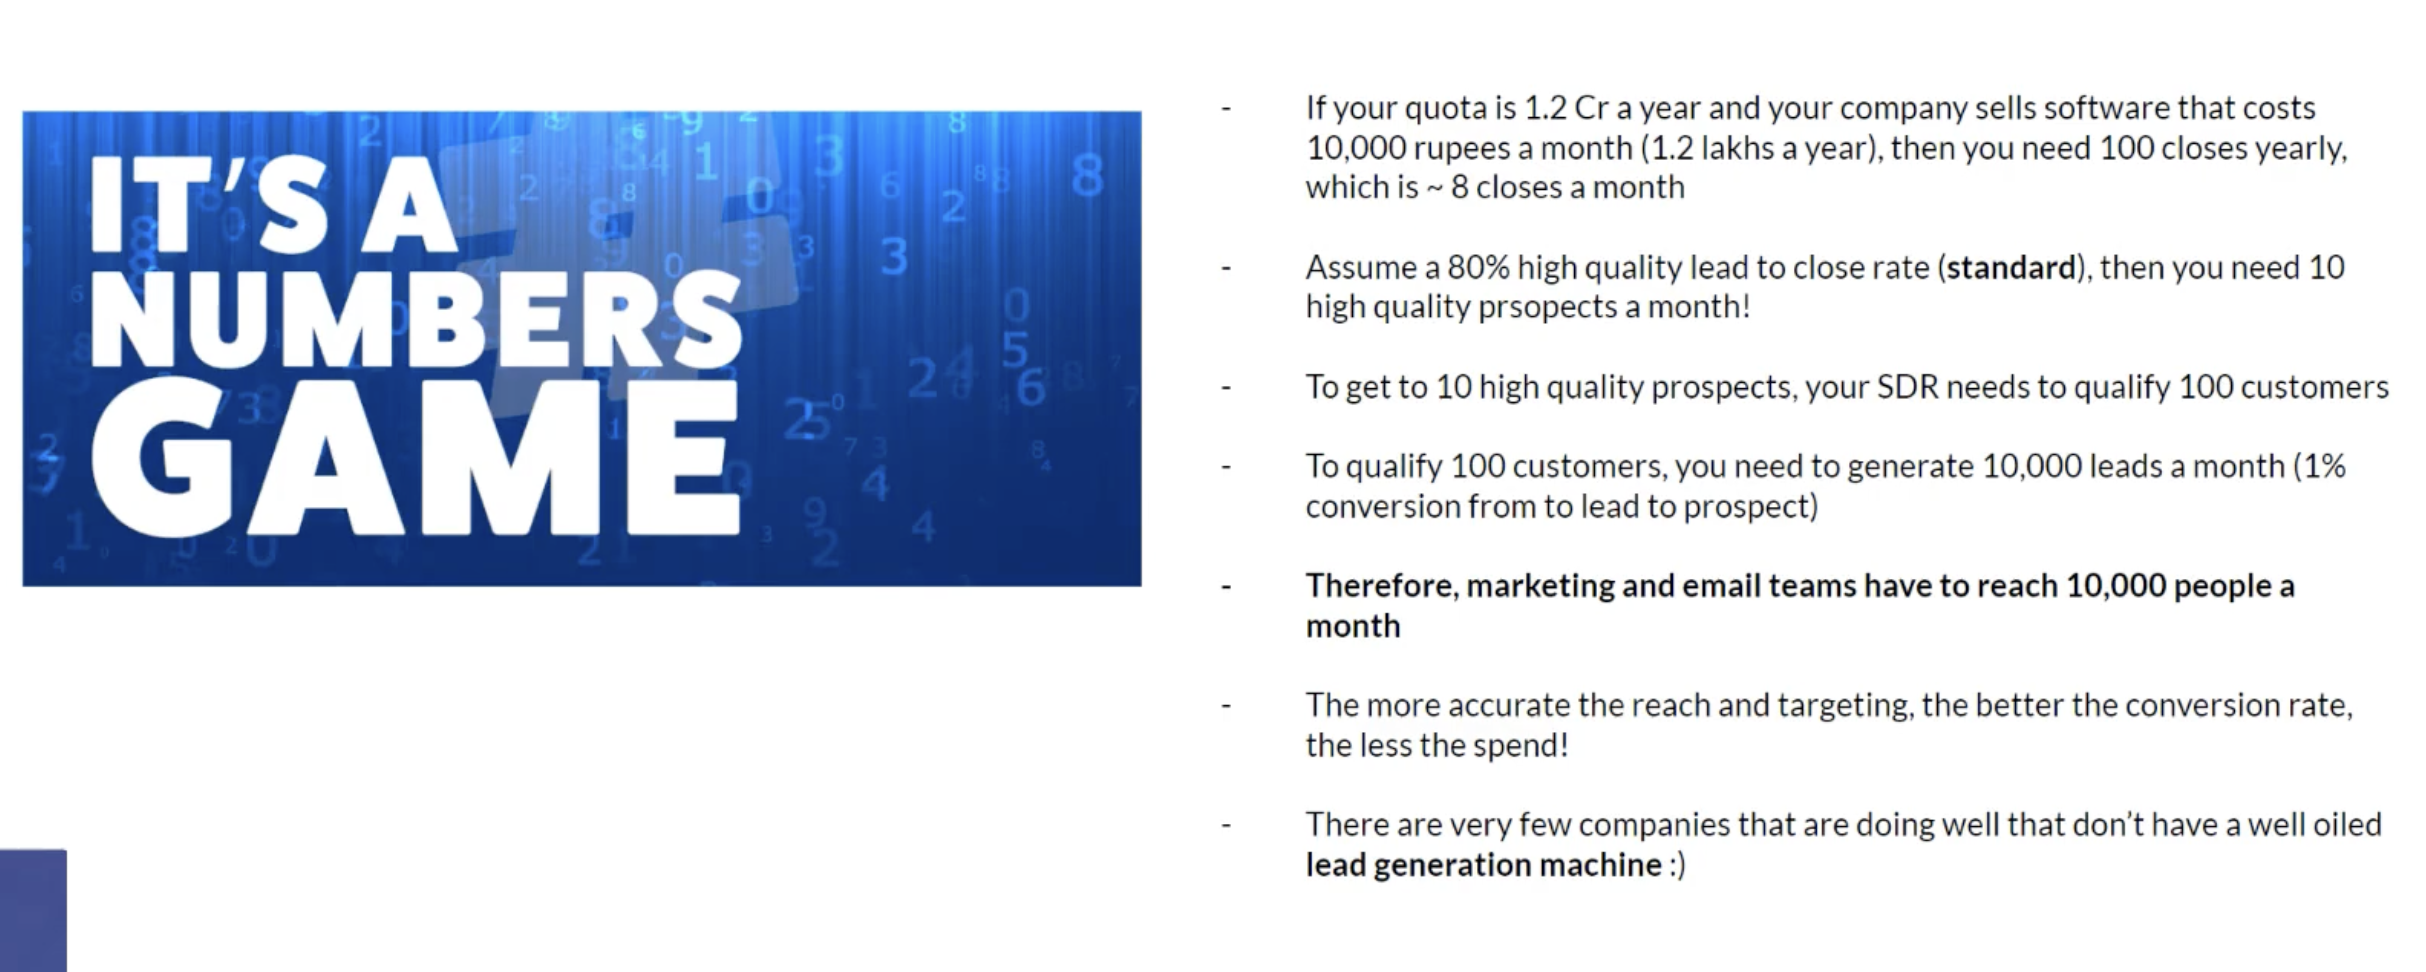 IT'S A
NUMBERS
GAME
- If your quota is 1.2 Cr a year and your company sells software that costs
10,000 rupees a month (1.2 lakhs a year), then you need 100 closes yearly,
which is ~ 8 closes a month
- Assume a 80% high quality lead to close rate (standard), then you need 10
high quality prsopects a month!
- To get to 10 high quality prospects, your SDR needs to qualify 100 customers
- To qualify 100 customers, you need to generate 10,000 leads a month (1%
conversion from to lead to prospect)
- Therefore, marketing and email teams have to reach 10,000 people a
month
- The more accurate the reach and targeting, the better the conversion rate,
the less the spend!
- There are very few companies that are doing well that don't have a well oiled
lead generation machine :)